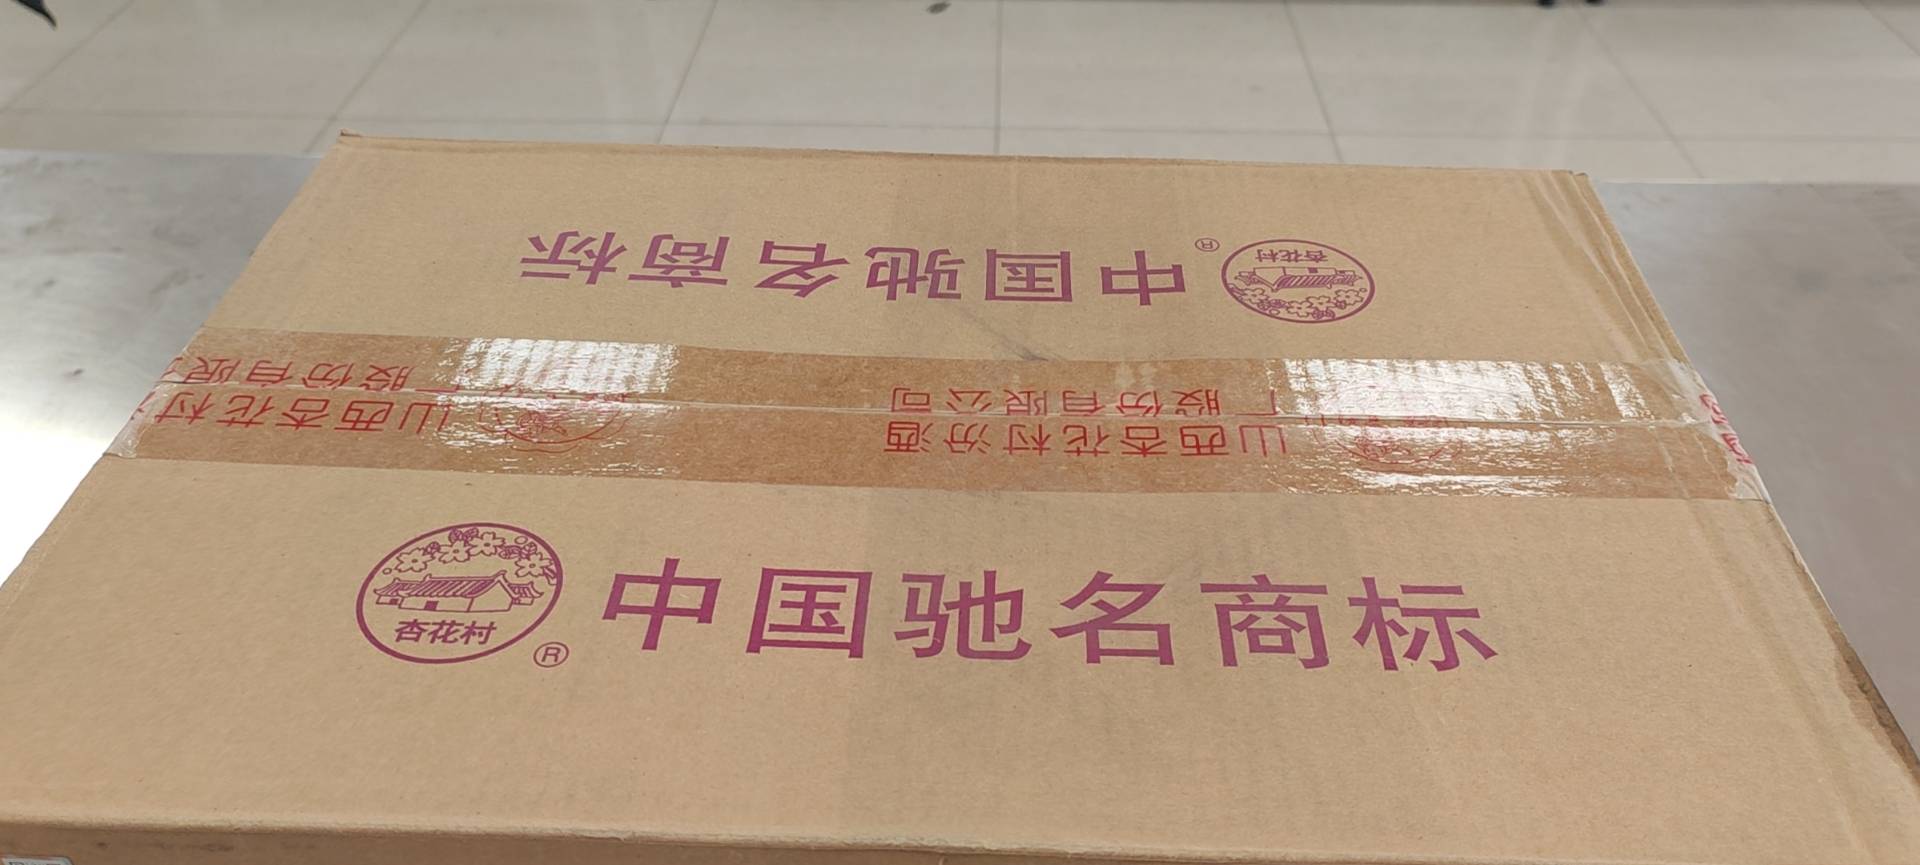 杏花村® 中国驰名商标
山西杏花村汾酒
厂股份有限公司
山西杏花村
厂股份有限
杏花村
®
中国驰名商标